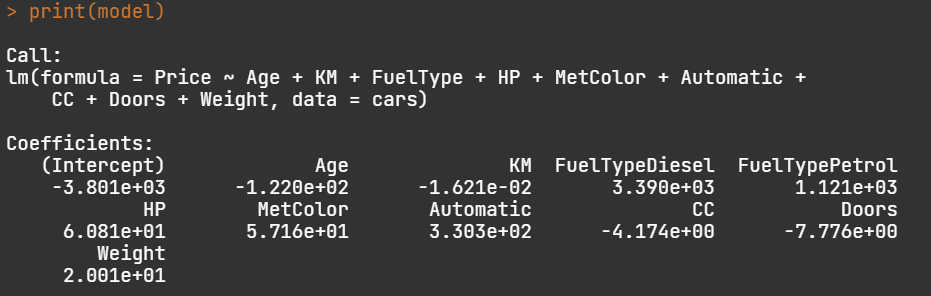 > print(model)
Call:
lm(formula = Price ~ Age + KM + FuelType + HP + MetColor + Automatic +
    CC + Doors + Weight, data = cars)
Coefficients:
   (Intercept)             Age              KM  FuelTypeDiesel  FuelTypePetrol
    -3.801e+03      -1.220e+02      -1.621e-02       3.390e+03       1.121e+03
            HP        MetColor       Automatic              CC           Doors
     6.081e+01       5.716e+01       3.303e+02      -4.174e+00      -7.776e+00
        Weight
     2.001e+01